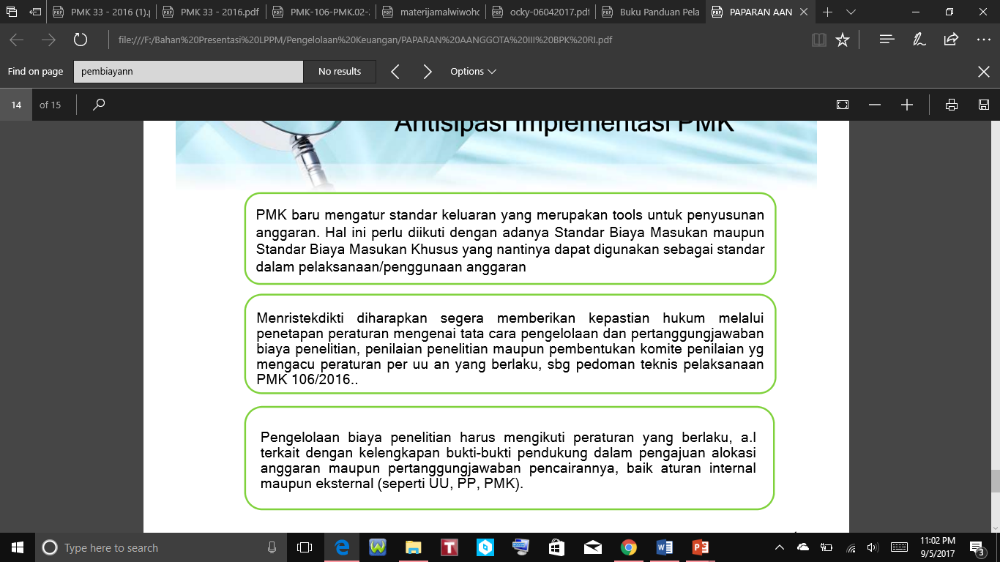 PMK 33 - 2016 (1).p
PMK 33 - 2016.pdf
PMK-106-PMK.02-2
materijamalwiwoho
ocky-06042017.pdf
Buku Panduan Pela
PAPARAN AAN
file:///F:/Bahan%20Presentasi%20LPPM/Pengelolaan%20Keuangan/PAPARAN%20AANGGOTA%20III%20BPK%20RI.pdf
Find on page
pembiayann
No results
Options
14
of 15
Antisipasi Implementasi PMK
PMK baru mengatur standar keluaran yang merupakan tools untuk penyusunan
anggaran. Hal ini perlu diikuti dengan adanya Standar Biaya Masukan maupun
Standar Biaya Masukan Khusus yang nantinya dapat digunakan sebagai standar
dalam pelaksanaan/penggunaan anggaran
Menristekdikti diharapkan segera memberikan kepastian hukum melalui
penetapan peraturan mengenai tata cara pengelolaan dan pertanggungjawaban
biaya penelitian, penilaian penelitian maupun pembentukan komite penilaian yg
mengacu peraturan per uu an yang berlaku, sbg pedoman teknis pelaksanaan
PMK 106/2016..
Pengelolaan biaya penelitian harus mengikuti peraturan yang berlaku, a.l
terkait dengan kelengkapan bukti-bukti pendukung dalam pengajuan alokasi
anggaran maupun pertanggungjawaban pencairannya, baik aturan internal
maupun eksternal (seperti UU, PP, PMK).
Type here to search
11:02 PM
9/5/2017
3